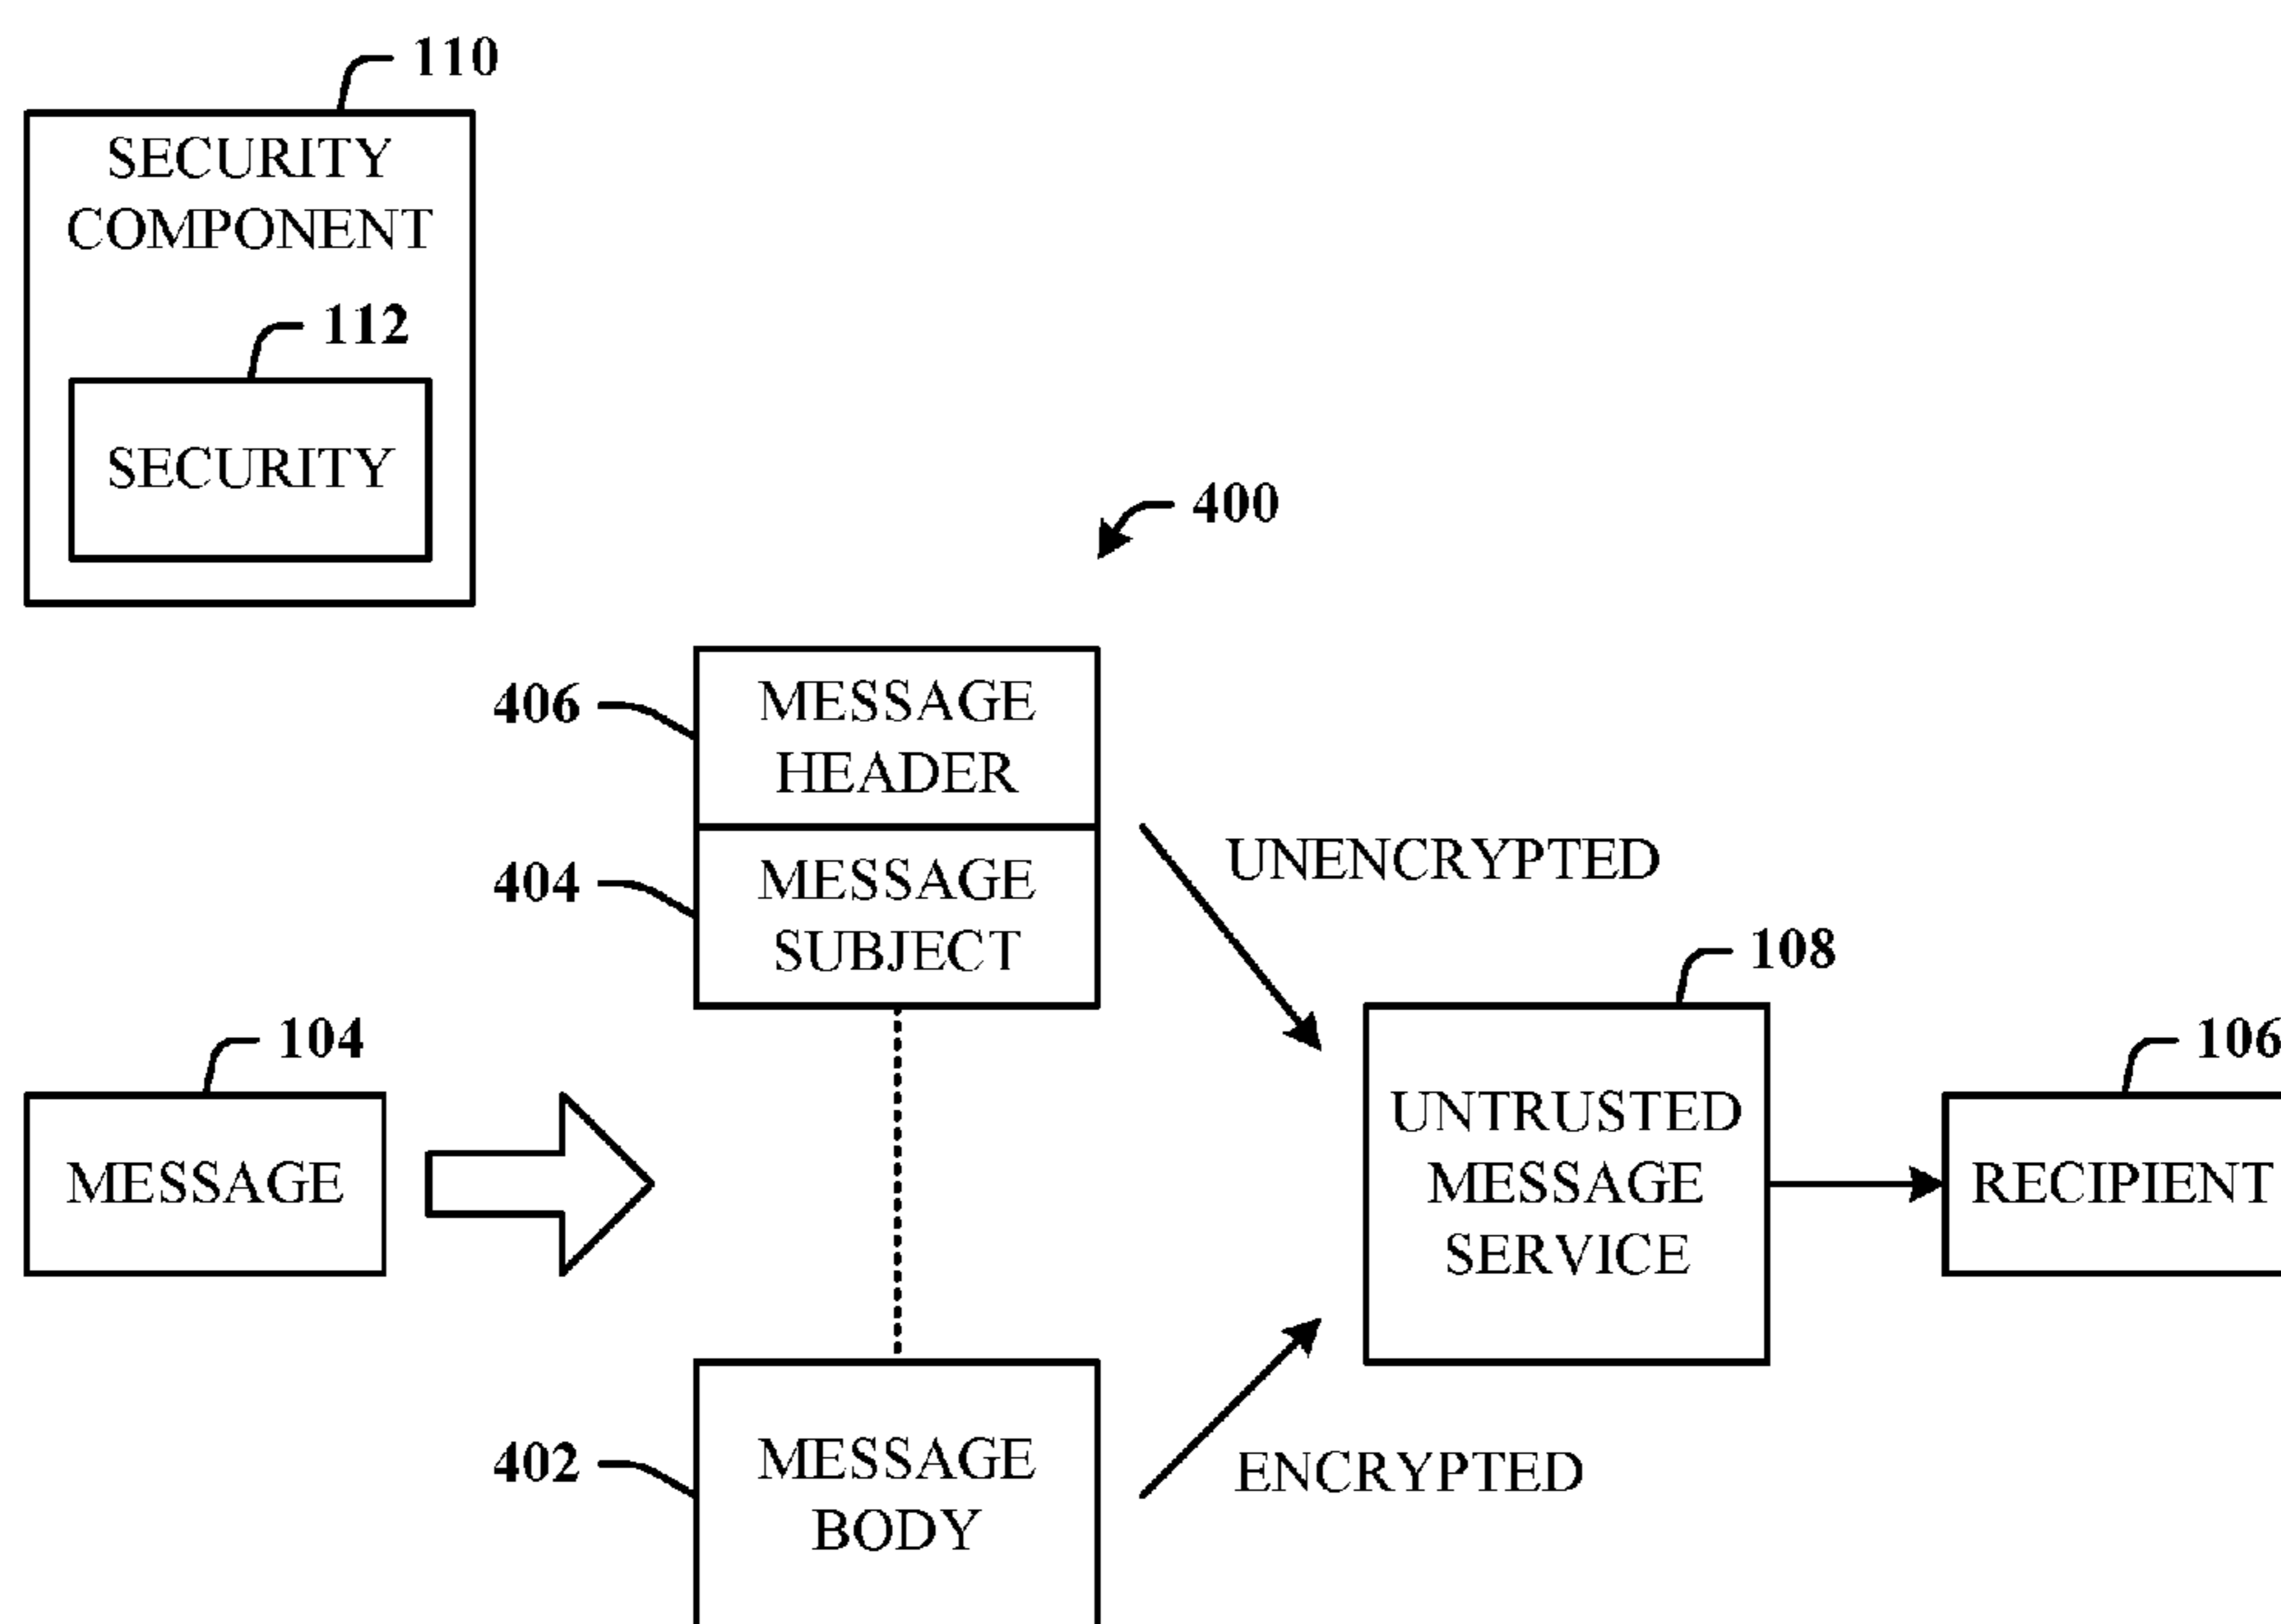 110
SECURITY
COMPONENT
112
SECURITY
400
406
MESSAGE
HEADER
404
MESSAGE
SUBJECT
UNENCRYPTED
108
104
106
MESSAGE
UNTRUSTED
MESSAGE
SERVICE
RECIPIENT
402
MESSAGE
BODY
ENCRYPTED